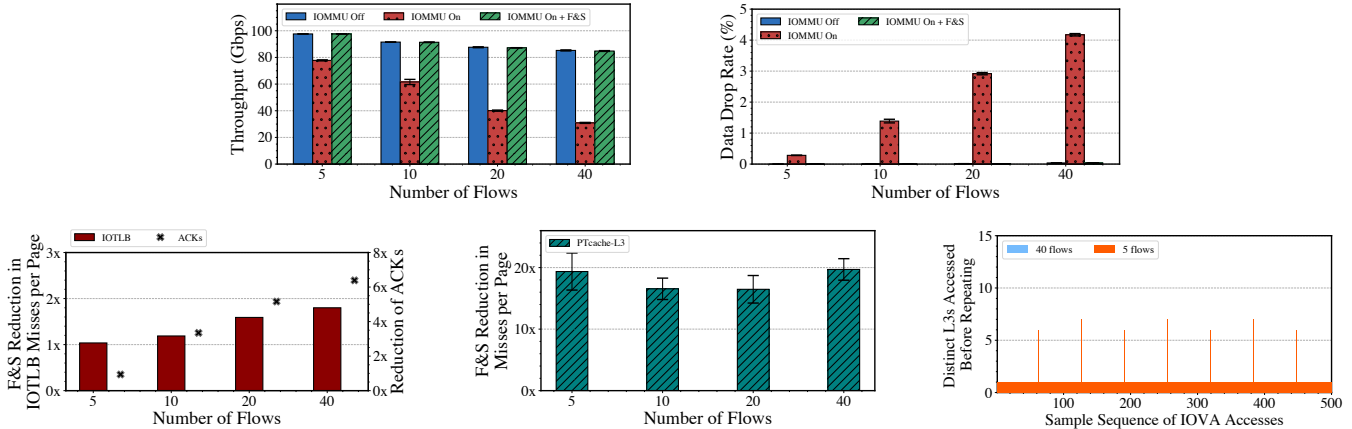 IOMMU Off IOMMU On IOMMU On + F&S
Throughput (Gbps)
100
80
60
40
20
0
5 10 20 40
Number of Flows
IOMMU Off IOMMU On + F&S
IOMMU On
Data Drop Rate (%)
5
4
3
2
1
0
5 10 20 40
Number of Flows
IOTLB ACKs
F&S Reduction in
IOTLB Misses per Page
3x
2x
1x
0x
8x
6x
4x
2x
0x
Reduction of ACKs
5 10 20 40
Number of Flows
PTcache-L3
F&S Reduction in
Misses per Page
20x
10x
0x
5 10 20 40
Number of Flows
40 flows 5 flows
Distinct L3s Accessed
Before Repeating
15
10
5
0
100 200 300 400 500
Sample Sequence of IOVA Accesses